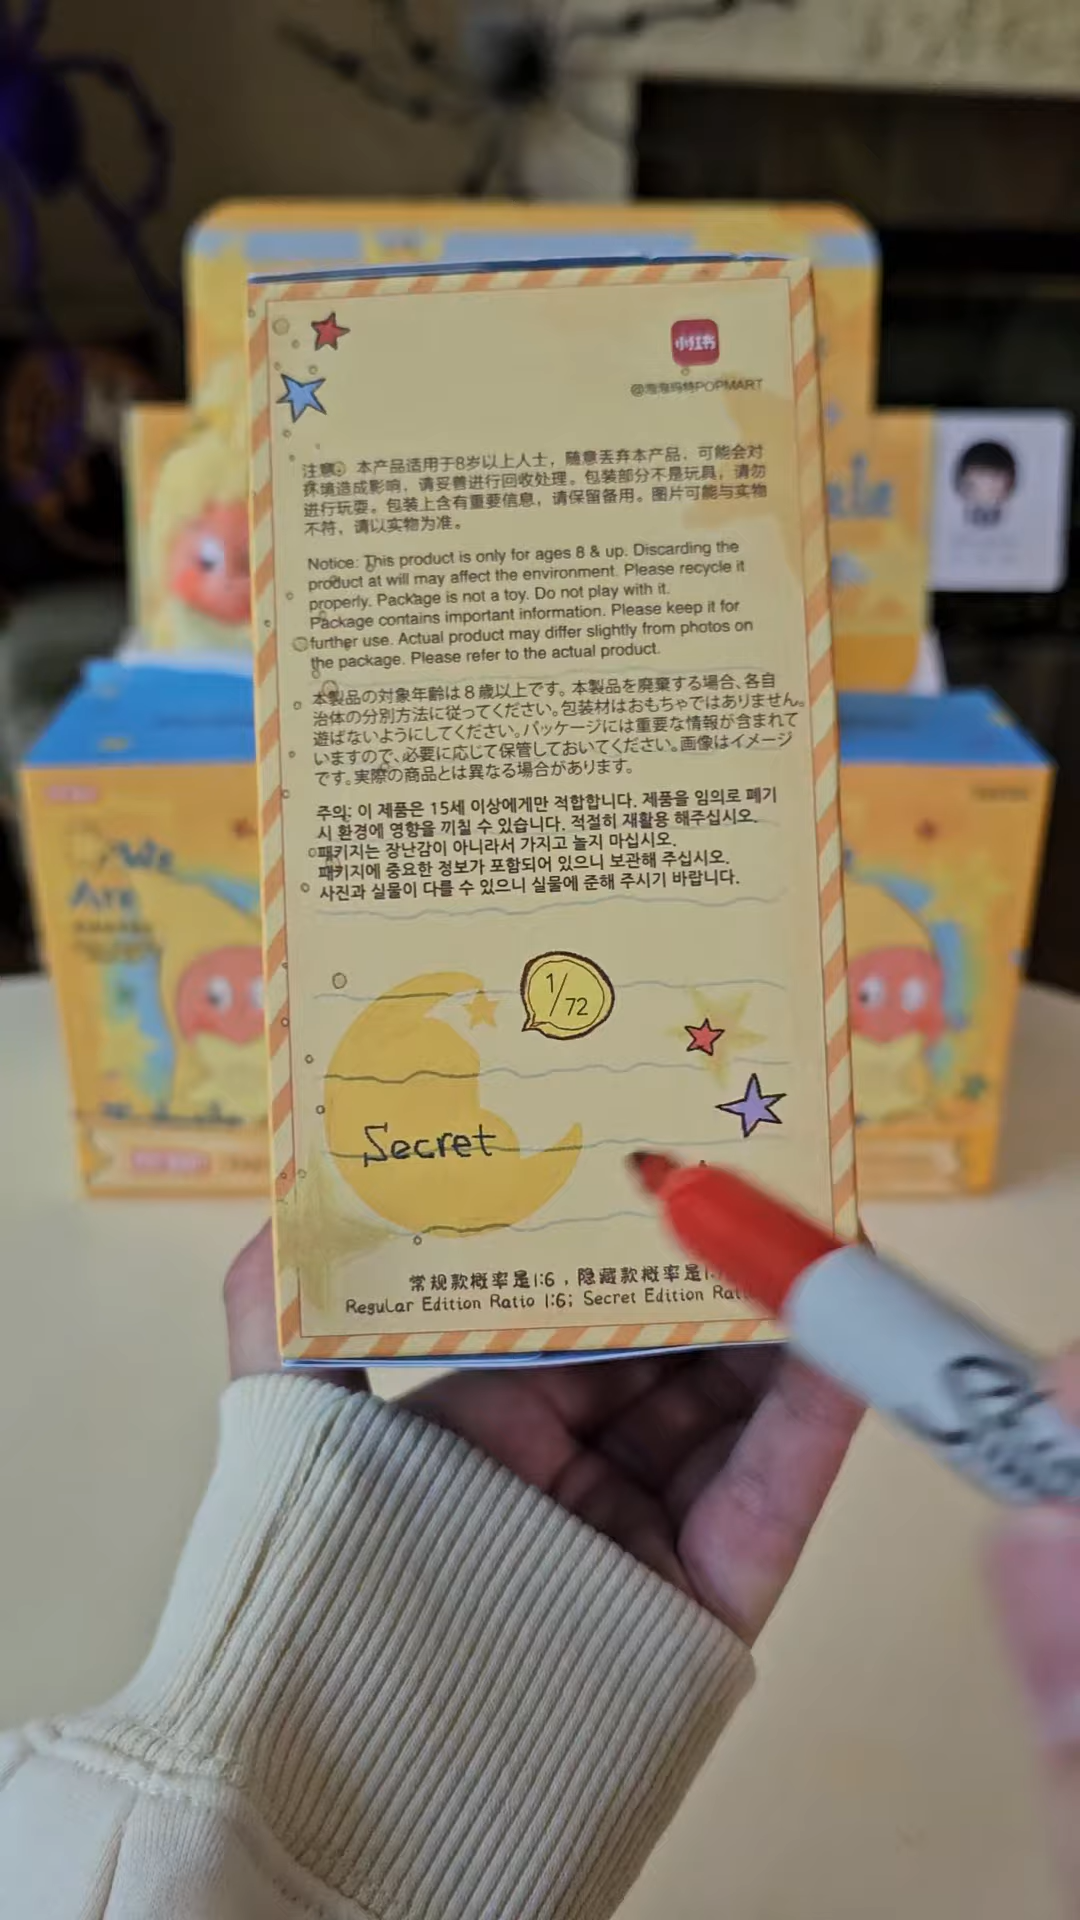 小红书
@泡泡玛特POPMART
注意：本产品适用于8岁以上人士，随意丢弃本产品，可能会对
环境造成影响，请妥善进行回收处理。包装部分不是玩具，请勿
进行玩耍。包装上含有重要信息，请保留备用。图片可能与实物
不符，请以实物为准。
Notice: This product is only for ages 8 & up. Discarding the
product at will may affect the environment. Please recycle it
properly. Package is not a toy. Do not play with it.
Package contains important information. Please keep it for
further use. Actual product may differ slightly from photos on
the package. Please refer to the actual product.
本製品の対象年齢は8歳以上です。本製品を廃棄する場合、各自
治体の分別方法に従ってください。包装材はおもちゃではありません。
遊ばないようにしてください。パッケージには重要な情報が含まれて
いますので、必要に応じて保管しておいてください。画像はイメージ
です。実際の商品とは異なる場合があります。
주의: 이 제품은 15세 이상에게만 적합합니다. 제품을 임의로 폐기
시 환경에 영향을 끼칠 수 있습니다. 적절히 재활용 해주십시오.
패키지는 장난감이 아니라서 가지고 놀지 마십시오.
패키지에 중요한 정보가 포함되어 있으니 보관해 주십시오.
사진과 실물이 다를 수 있으니 실물에 준해 주시기 바랍니다.
1/72
Secret
常规款概率是1:6，隐藏款概率是1:
Regular Edition Ratio 1:6; Secret Edition
We
Are